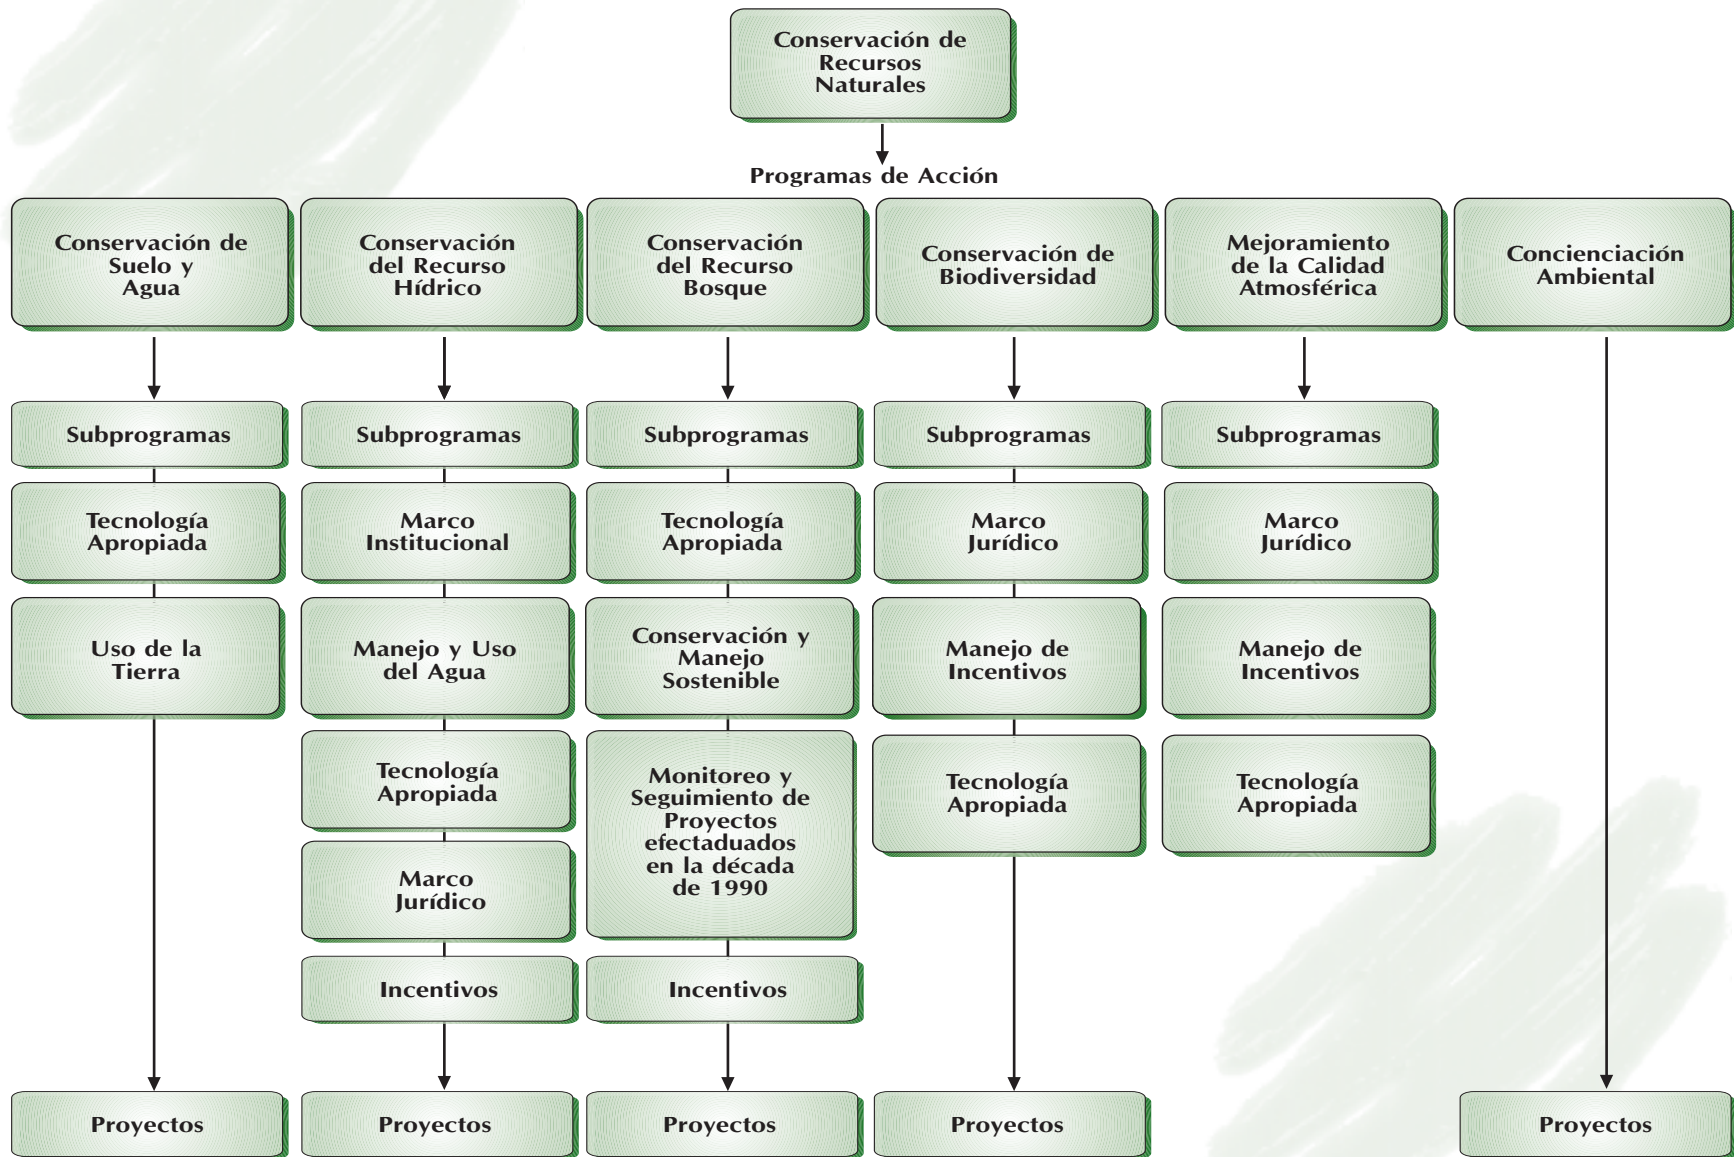 Conservación de
Recursos
Naturales
Programas de Acción
Conservación de
Suelo y
Agua
Conservación
del Recurso
Hídrico
Conservación
del Recurso
Bosque
Conservación de
Biodiversidad
Mejoramiento
de la Calidad
Atmosférica
Concienciación
Ambiental
Subprogramas
Subprogramas
Subprogramas
Subprogramas
Subprogramas
Tecnología
Apropiada
Marco
Institucional
Tecnología
Apropiada
Marco
Jurídico
Marco
Jurídico
Uso de la
Tierra
Manejo y Uso
del Agua
Conservación y
Manejo
Sostenible
Manejo de
Incentivos
Manejo de
Incentivos
Tecnología
Apropiada
Monitoreo y
Seguimiento de
Proyectos
efectaduados
en la década
de 1990
Tecnología
Apropiada
Tecnología
Apropiada
Marco
Jurídico
Incentivos
Incentivos
Proyectos
Proyectos
Proyectos
Proyectos
Proyectos